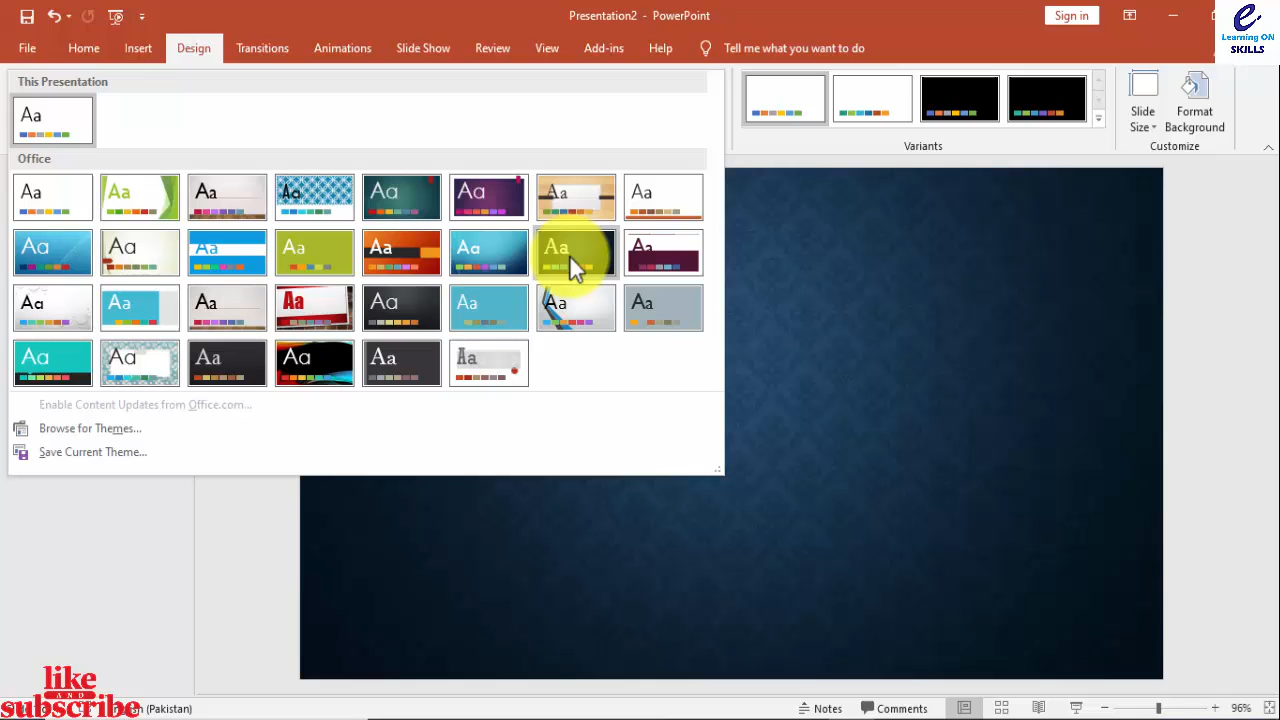 Presentation2 - PowerPoint
Sign in
e
Learning ON
SKILLS
File Home Insert Design Transitions Animations Slide Show Review View Add-ins Help Tell me what you want to do
This Presentation
Aa
Office
Aa Aa Aa Aa Aa Aa Aa Aa
Aa Aa Aa Aa Aa Aa Aa Aa
Aa Aa Aa Aa Aa Aa Aa Aa
Aa Aa Aa Aa Aa Aa
Enable Content Updates from Office.com...
Browse for Themes...
Save Current Theme...
Slide
Size
Format
Background
Variants
Customize
like
AND
subscribe
(Pakistan)
Notes
Comments
96%